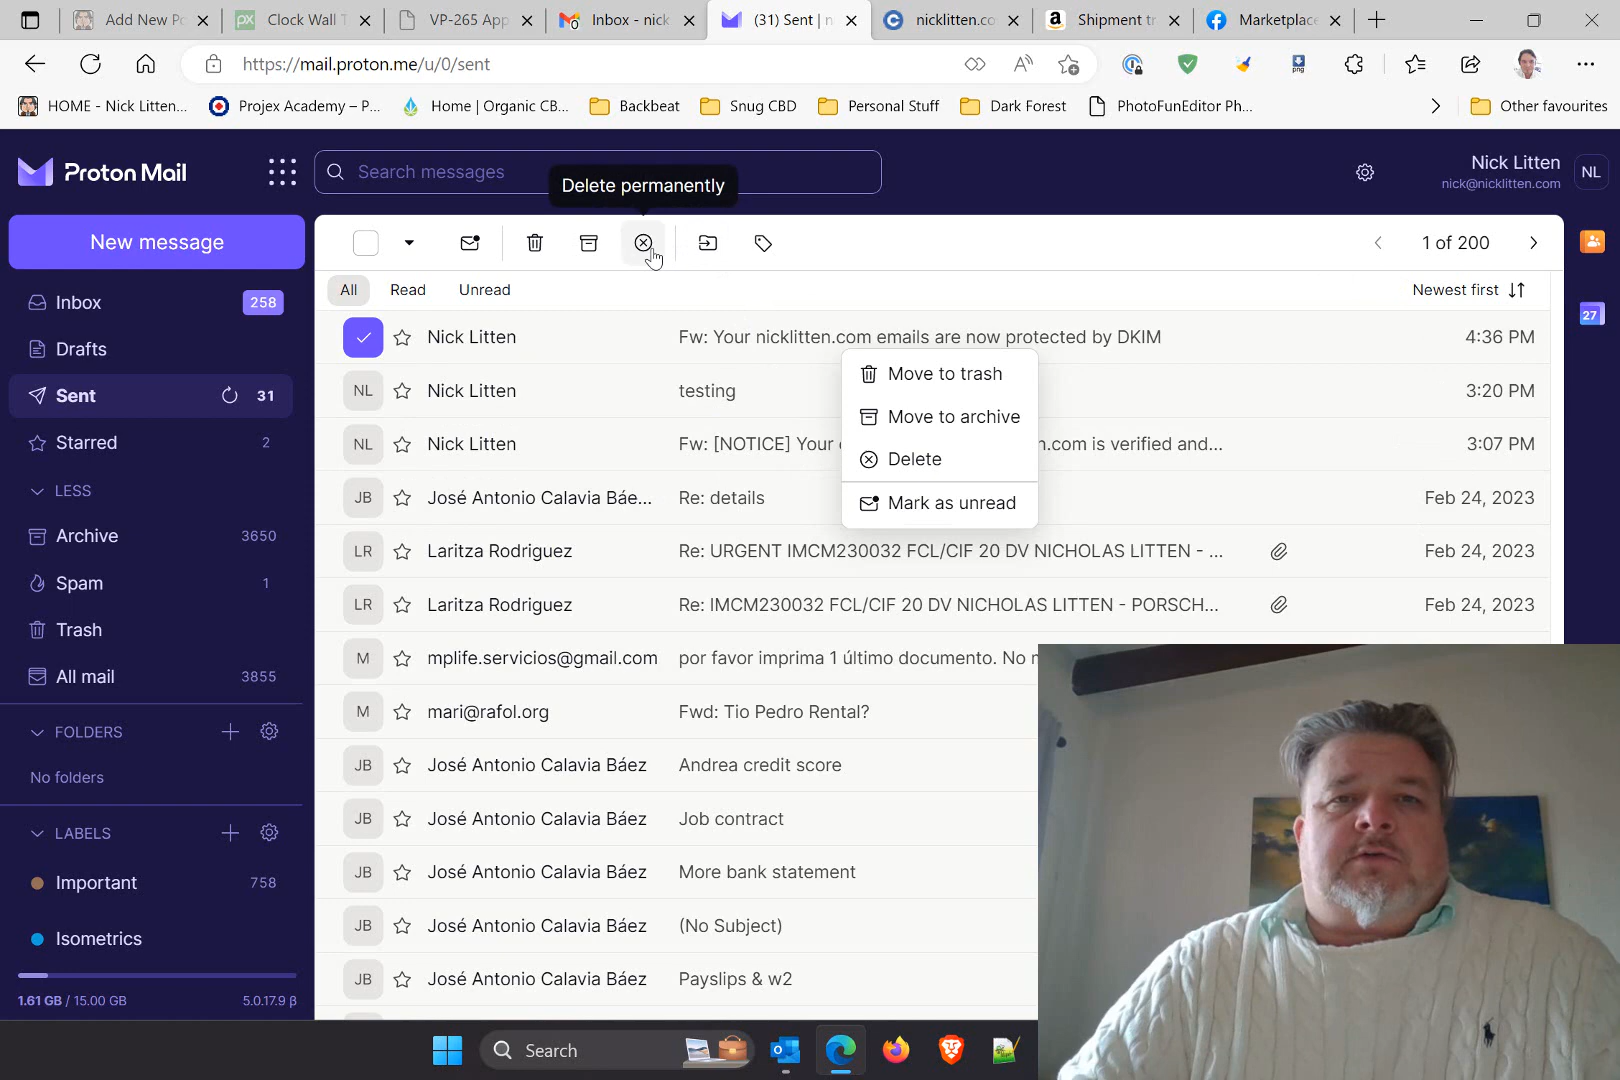 Add New Po
Clock Wall T
VP-265 App
Inbox - nick
(31) Sent | n
nicklitten.co
Shipment tr
Marketplace
https://mail.proton.me/u/0/sent
HOME - Nick Litten...
Projex Academy – P...
Home | Organic CB...
Backbeat
Snug CBD
Personal Stuff
Dark Forest
PhotoFunEditor Ph...
Other favourites
Proton Mail
Search messages
Delete permanently
Nick Litten
nick@nicklitten.com
NL
New message
1 of 200
Inbox 258
Drafts
Sent 31
Starred 2
LESS
Archive 3650
Spam 1
Trash
All mail 3855
FOLDERS
No folders
LABELS
Important 758
Isometrics
1.61 GB / 15.00 GB 5.0.17.9 β
All Read Unread
Newest first
27
Nick Litten Fw: Your nicklitten.com emails are now protected by DKIM 4:36 PM
NL Nick Litten testing 3:20 PM
NL Nick Litten Fw: [NOTICE] Your .com is verified and... 3:07 PM
JB José Antonio Calavia Báe... Re: details Feb 24, 2023
LR Laritza Rodriguez Re: URGENT IMCM230032 FCL/CIF 20 DV NICHOLAS LITTEN - ... Feb 24, 2023
LR Laritza Rodriguez Re: IMCM230032 FCL/CIF 20 DV NICHOLAS LITTEN - PORSCH... Feb 24, 2023
M mplife.servicios@gmail.com por favor imprima 1 último documento. No
M mari@rafol.org Fwd: Tio Pedro Rental?
JB José Antonio Calavia Báez Andrea credit score
JB José Antonio Calavia Báez Job contract
JB José Antonio Calavia Báez More bank statement
JB José Antonio Calavia Báez (No Subject)
JB José Antonio Calavia Báez Payslips & w2
Move to trash
Move to archive
Delete
Mark as unread
Search